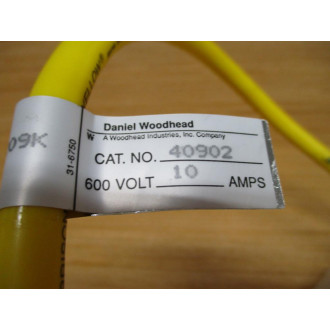 Daniel Woodhead
A Woodhead Industries, Inc. Company
CAT. NO. 40902
600 VOLT 10 AMPS
31-6750
09K